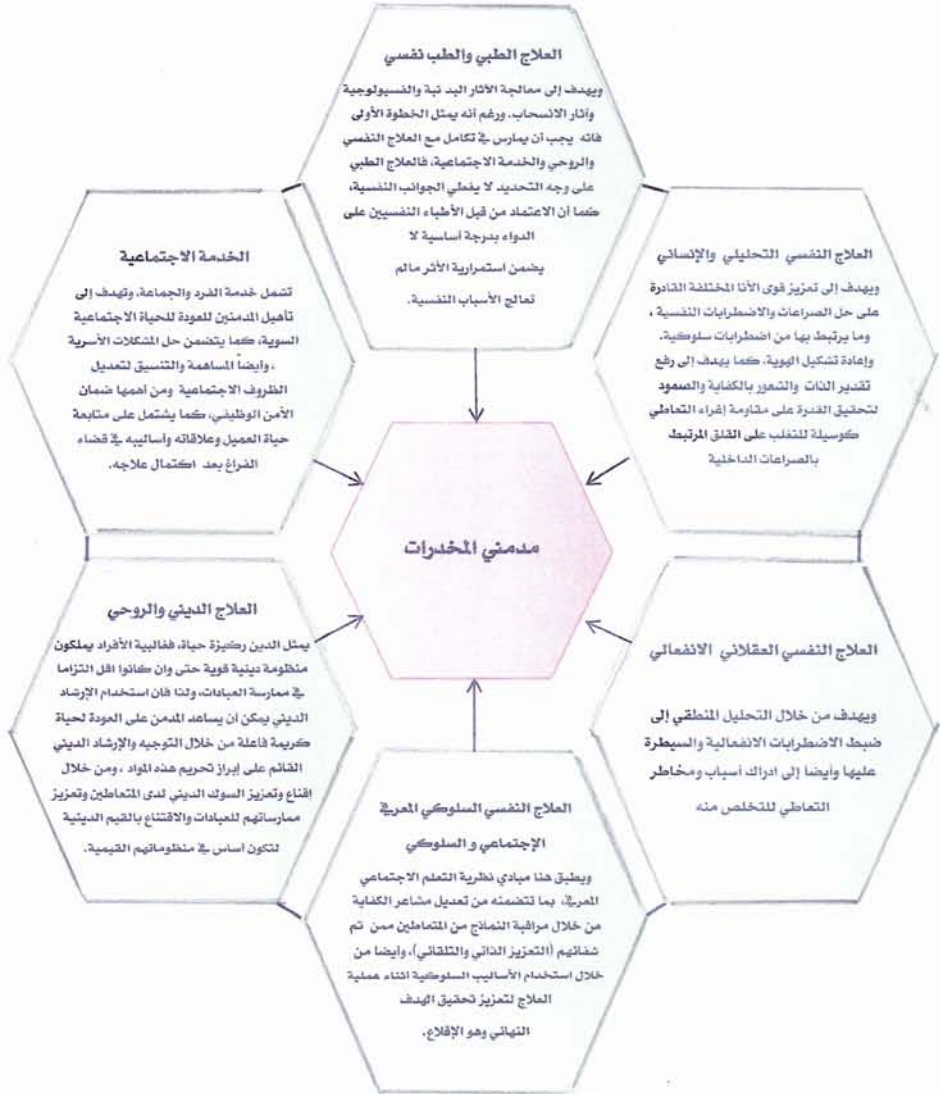 العلاج الطبي والطب نفسي
ويهدف إلى معالجة الآثار البد نية والفسيولوجية
وآثار الانسحاب. ورغم أنه يمثل الخطوة الأولى
فانه يجب أن يمارس في تكامل مع العلاج النفسي
والروحي والخدمة الاجتماعية، فالعلاج الطبي
على وجه التحديد لا يغطي الجوانب النفسية،
كما أن الاعتماد من قبل الأطباء النفسيين على
الدواء بدرجة أساسية لا
يضمن استمرارية الأثر مالم
تعالج الأسباب النفسية.
العلاج النفسي التحليلي والإنساني
ويهدف إلى تعزيز قوى الأنا المختلفة القادرة
على حل الصراعات والاضطرابات النفسية ،
وما يرتبط بها من اضطرابات سلوكية.
وإعادة تشكيل الهوية، كما يهدف إلى رفع
تقدير الذات والشعور بالكفاية والصمود
لتحقيق القدرة على مقاومة إغراء التعاطي
كوسيلة للتغلب على القلق المرتبط
بالصراعات الداخلية
الخدمة الاجتماعية
تشمل خدمة الفرد والجماعة، وتهدف إلى
تأهيل المدمنين للعودة للحياة الاجتماعية
السوية، كما يتضمن حل المشكلات الأسرية
، وأيضاً المساهمة والتنسيق لتعديل
الظروف الاجتماعية ومن أهمها ضمان
الأمن الوظيفي، كما يشتمل على متابعة
حياة العميل وعلاقاته وأساليبه في قضاء
الفراغ بعد اكتمال علاجه.
مدمني المخدرات
العلاج النفسي العقلاني الانفعالي
ويهدف من خلال التحليل المنطقي إلى
ضبط الاضطرابات الانفعالية والسيطرة
عليها وأيضا إلى ادراك أسباب ومخاطر
التعاطي للتخلص منه
العلاج الديني والروحي
يمثل الدين ركيزة حياة، فغالبية الأفراد يملكون
منظومة دينية قوية حتى وان كانوا اقل التزاما
في ممارسة العبادات، ولذا فان استخدام الإرشاد
الديني يمكن ان يساعد المدمن على العودة لحياة
كريمة فاعلة من خلال التوجيه والإرشاد الديني
القائم على إبراز تحريم هذه المواد ، ومن خلال
إقناع وتعزيز السوك الديني لدى المتعاطين وتعزيز
ممارساتهم للعبادات والاقتناع بالقيم الدينية
لتكون أساس في منظوماتهم القيمية.
العلاج النفسي السلوكي المعرفي
الإجتماعي و السلوكي
ويطبق هنا مبادي نظرية التعلم الاجتماعي
المعرفي، بما تتضمنه من تعديل مشاعر الكفاية
من خلال مراقبة النماذج من المتعاطين ممن تم
شفائهم (التعزيز الذاتي والتلقائي)، وأيضا من
خلال استخدام الأساليب السلوكية اثناء عملية
العلاج لتعزيز تحقيق الهدف
النهائي وهو الإقلاع.